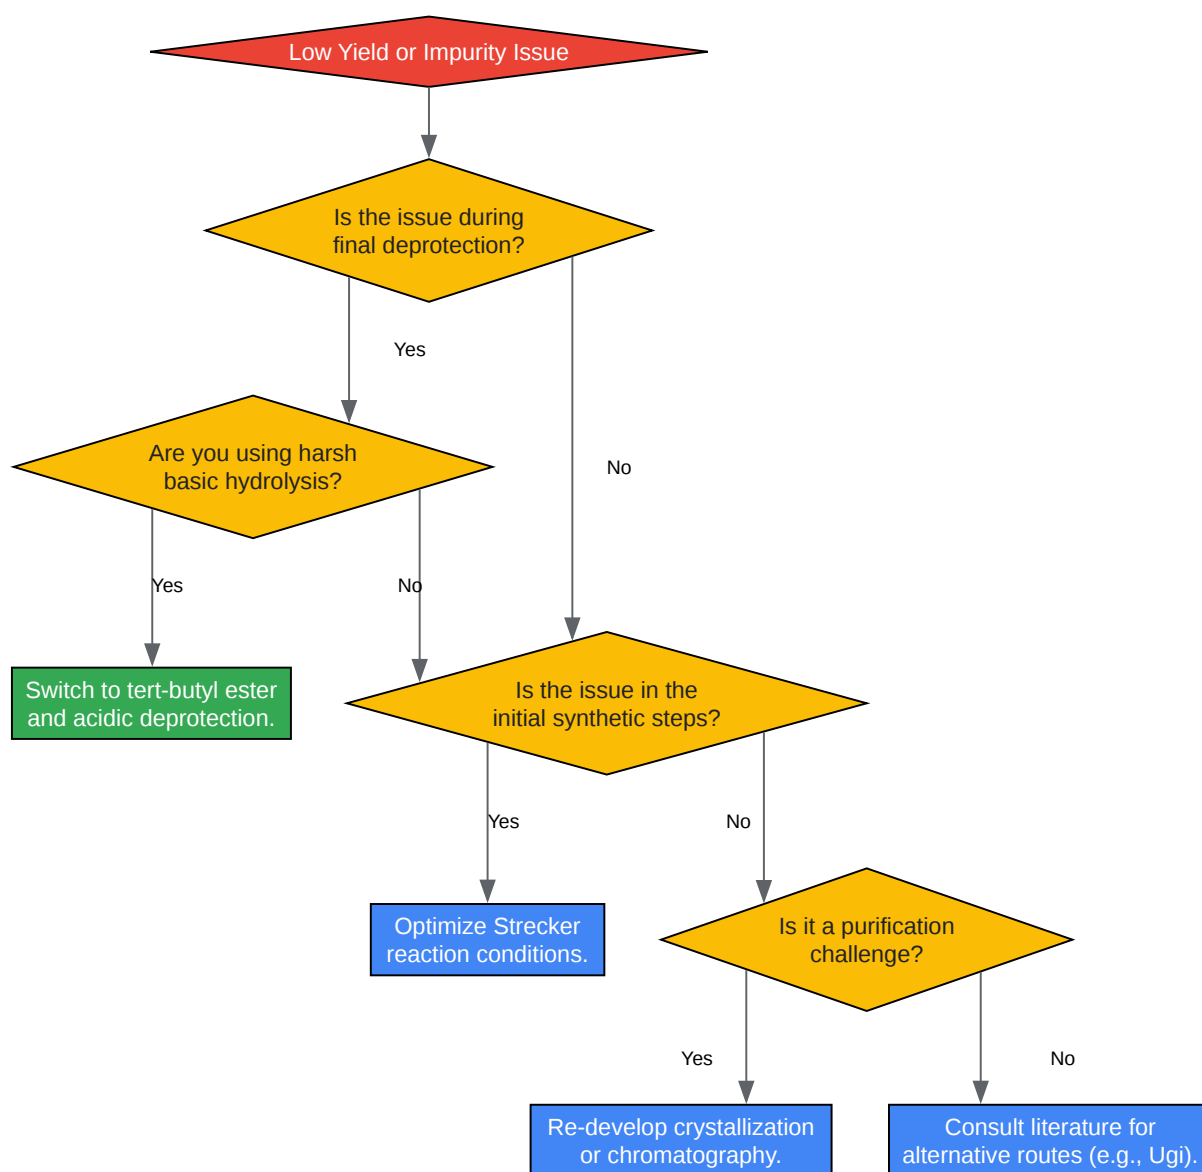 Low Yield or Impurity Issue
Is the issue during
final deprotection?
Yes
Are you using harsh
basic hydrolysis?
No
Yes
No
Switch to tert-butyl ester
and acidic deprotection.
Is the issue in the
initial synthetic steps?
Yes
No
Optimize Strecker
reaction conditions.
Is it a purification
challenge?
Yes
No
Re-develop crystallization
or chromatography.
Consult literature for
alternative routes (e.g., Ugi).